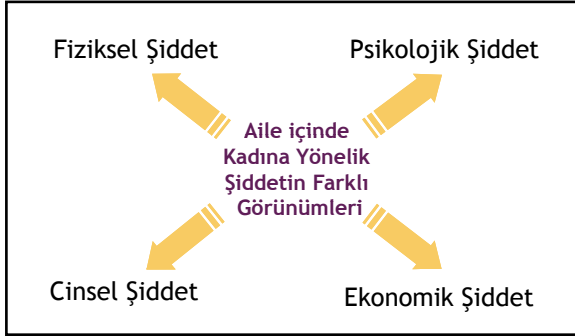 Fiziksel Şiddet
Psikolojik Şiddet
Aile içinde
Kadına Yönelik
Şiddetin Farklı
Görünümleri
Cinsel Şiddet
Ekonomik Şiddet